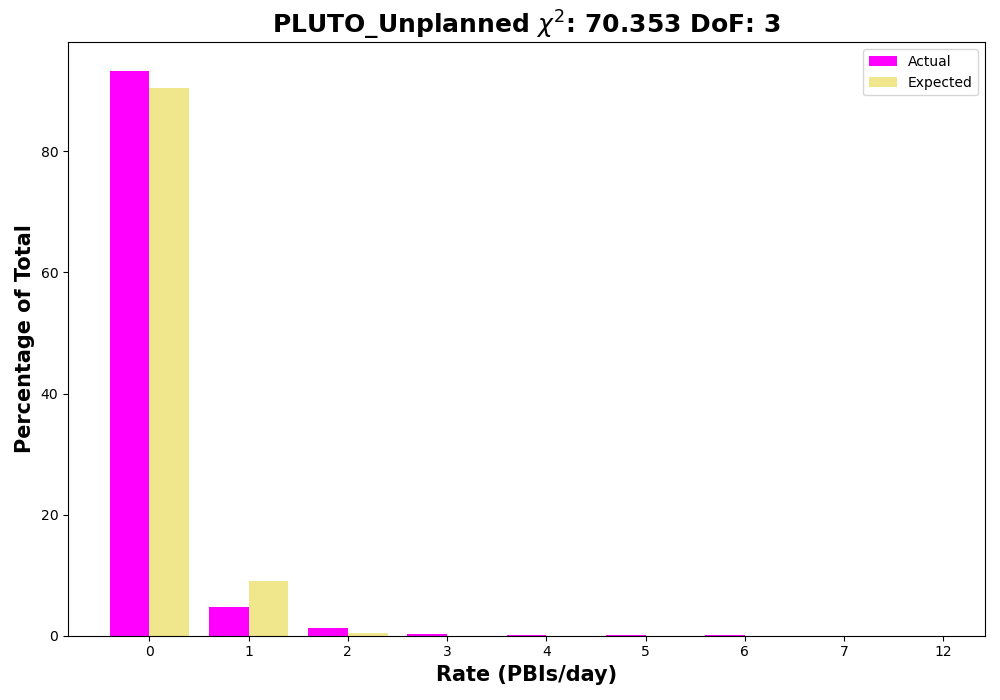 PLUTO_Unplanned χ²: 70.353 DoF: 3
Actual
Expected
Percentage of Total
80
60
40
20
0
0 1 2 3 4 5 6 7 12
Rate (PBIs/day)